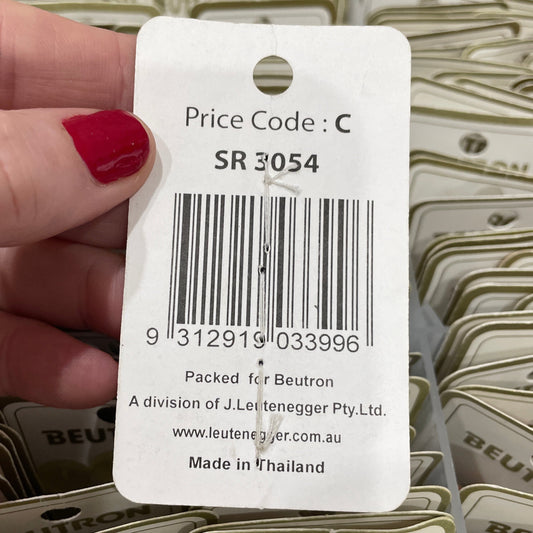 Price Code : C
SR 3054
9 312919 033996
Packed for Beutron
A division of J.Leutenegger Pty.Ltd.
www.leutenegger.com.au
Made in Thailand
BEUTRON
BEUTRON